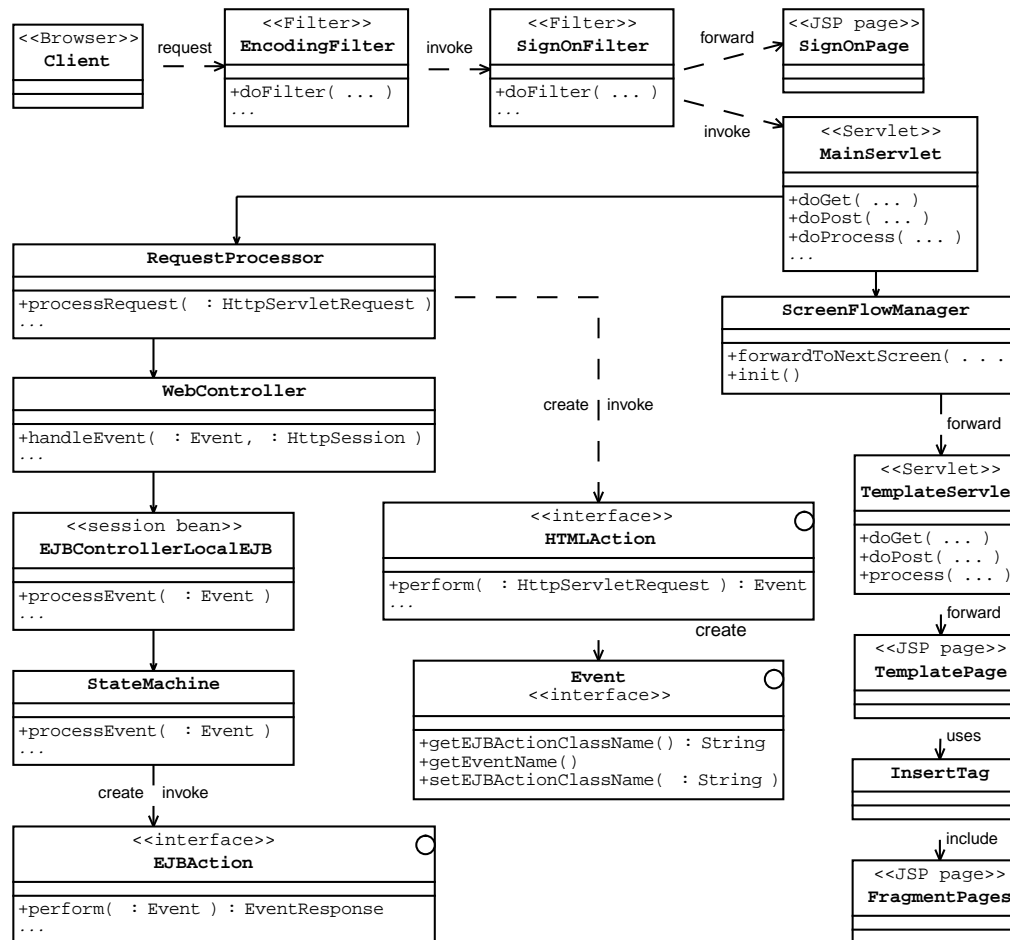 <<Browser>>
Client
request
<<Filter>>
EncodingFilter
+doFilter( ... )
...
invoke
<<Filter>>
SignOnFilter
+doFilter( ... )
...
forward
<<JSP page>>
SignOnPage
invoke
<<Servlet>>
MainServlet
+doGet( ... )
+doPost( ... )
+doProcess( ... )
...
RequestProcessor
+processRequest( : HttpServletRequest )
...
ScreenFlowManager
+forwardToNextScreen( . . .
+init()
WebController
+handleEvent( : Event, : HttpSession )
...
create invoke
forward
<<Servlet>>
TemplateServle
+doGet( ... )
+doPost( ... )
+process( ... )
<<session bean>>
EJBControllerLocalEJB
+processEvent( : Event )
...
<<interface>>
HTMLAction
+perform( : HttpServletRequest ) : Event
...
create
forward
<<JSP page>>
TemplatePage
StateMachine
+processEvent( : Event )
...
Event
<<interface>>
+getEJBActionClassName() : String
+getEventName()
+setEJBActionClassName( : String )
uses
InsertTag
create invoke
include
<<interface>>
EJBAction
+perform( : Event ) : EventResponse
...
<<JSP page>>
FragmentPages